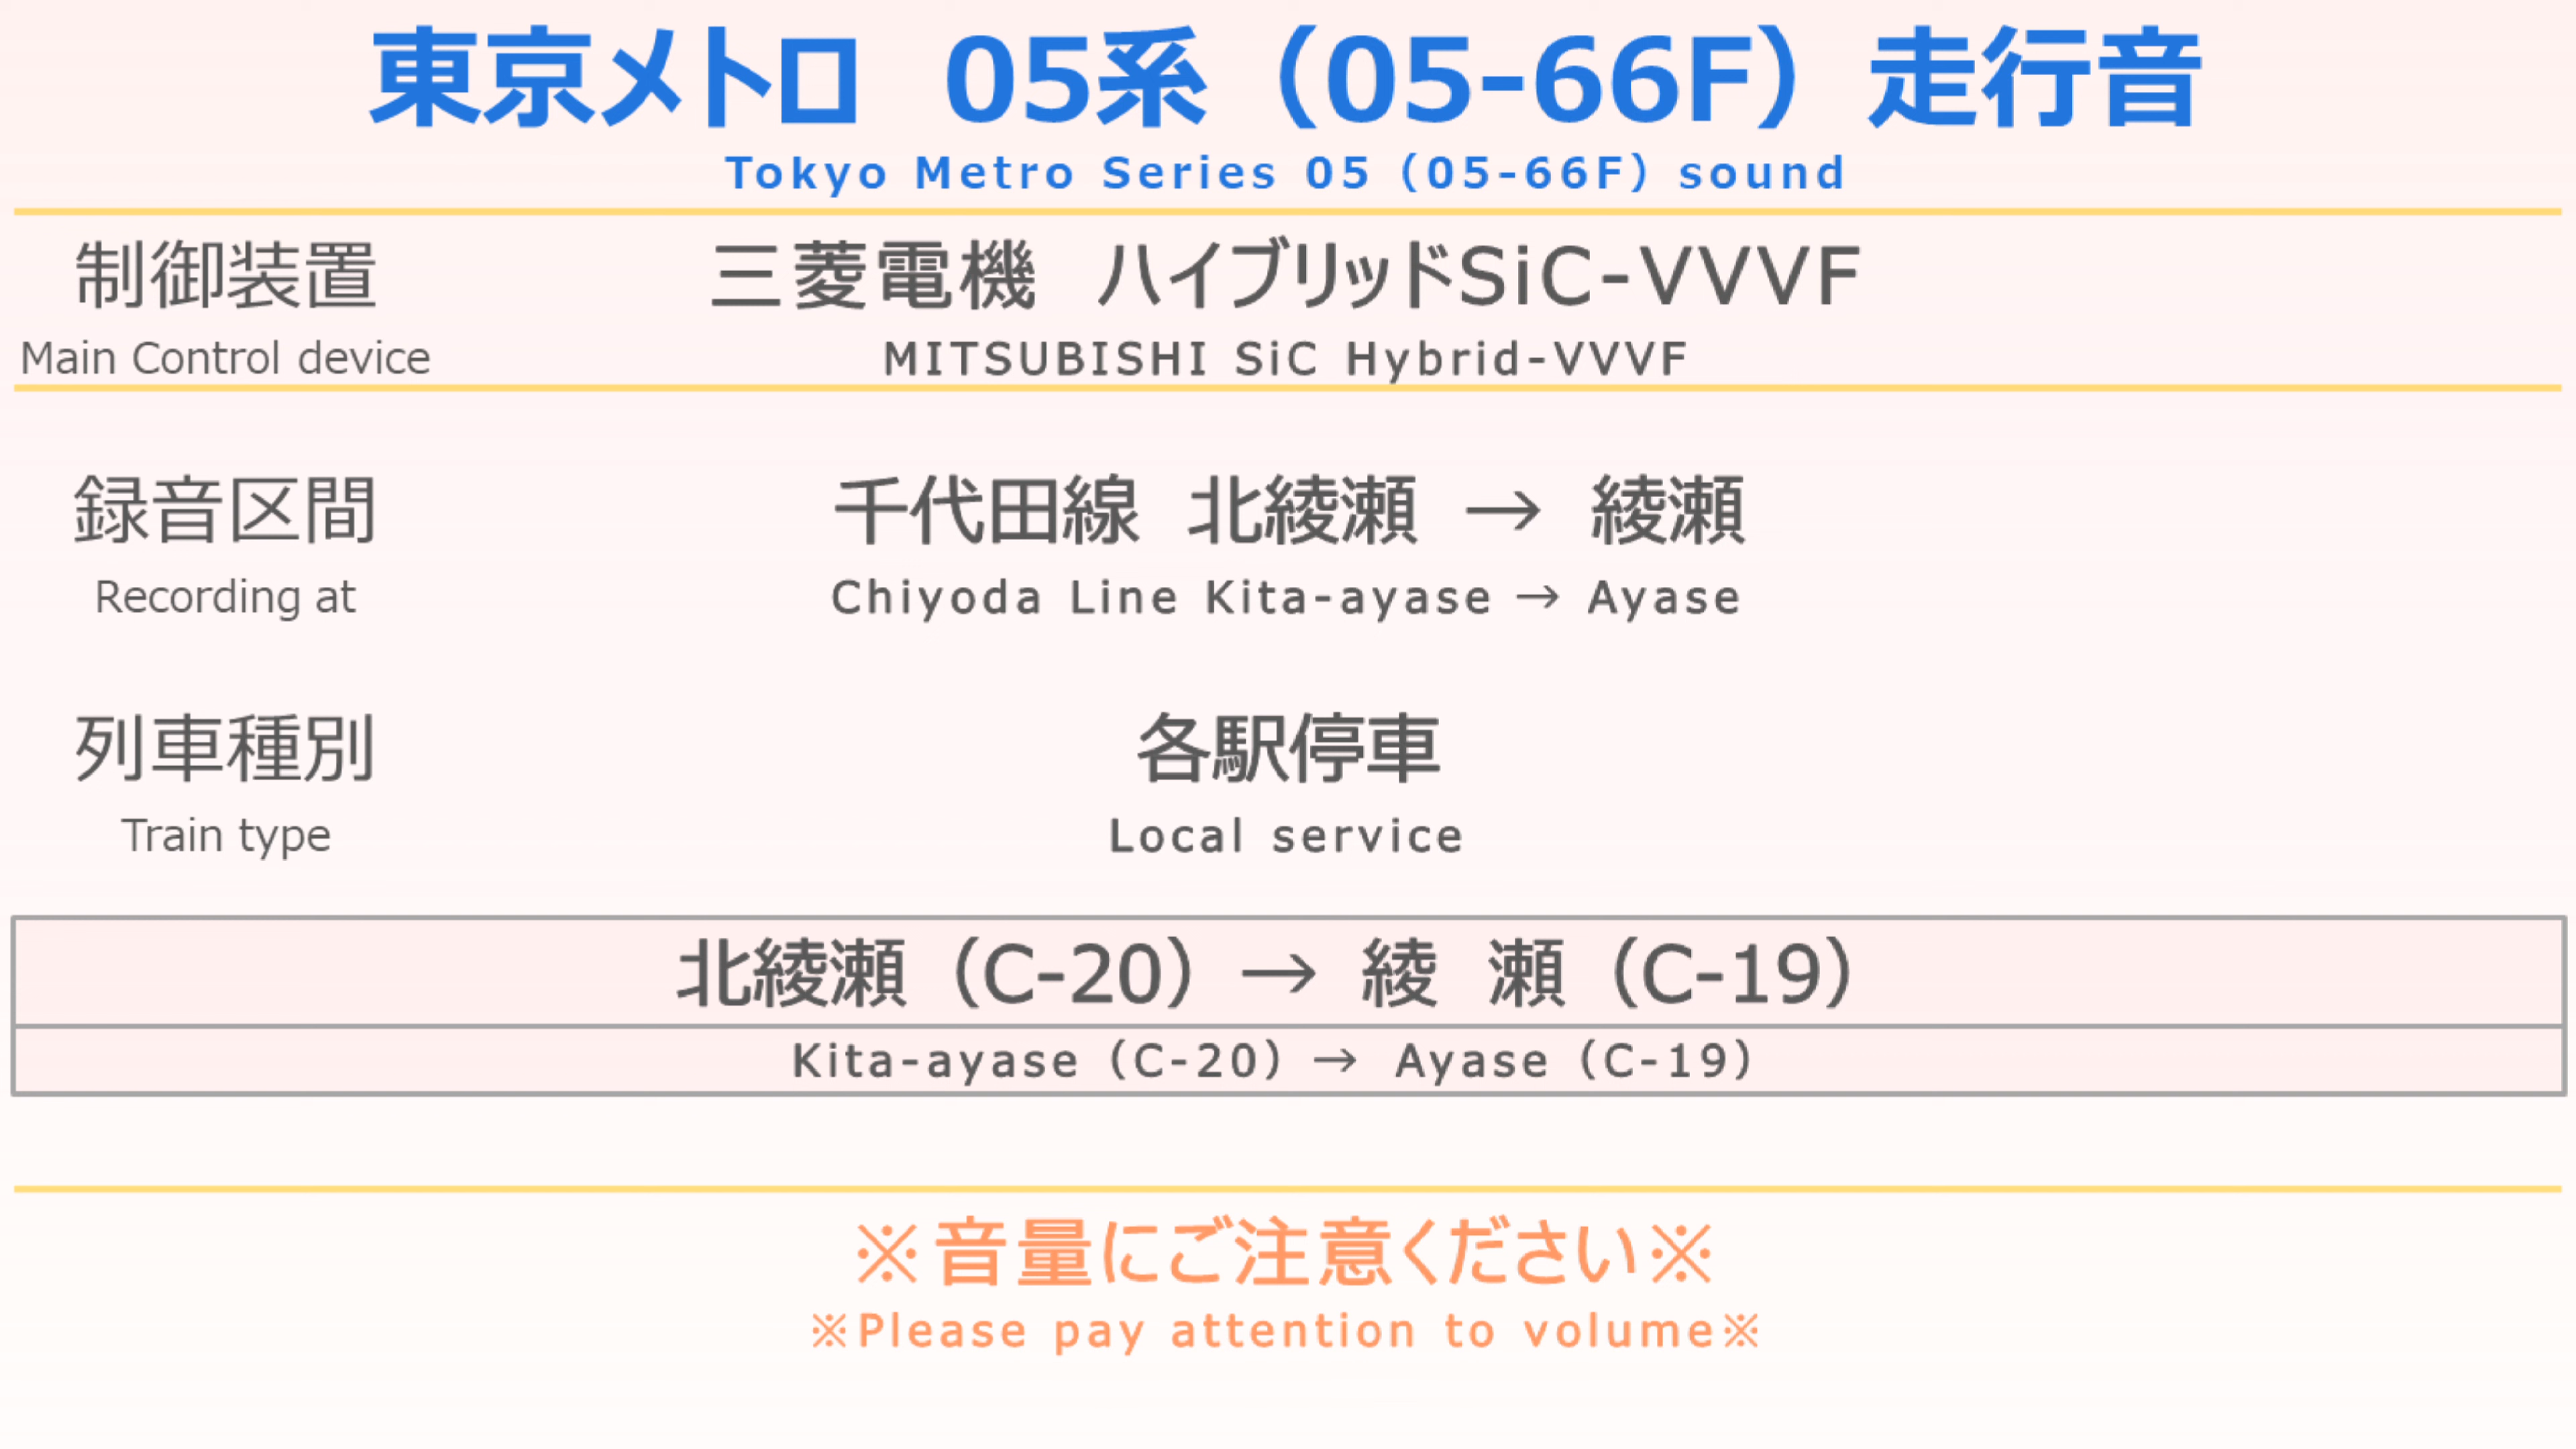 東京メトロ 05系（05-66F）走行音
Tokyo Metro Series 05（05-66F）sound
制御装置 三菱電機 ハイブリッドSiC-VVVF
Main Control device MITSUBISHI SiC Hybrid-VVVF
録音区間 千代田線 北綾瀬 → 綾瀬
Recording at Chiyoda Line Kita-ayase → Ayase
列車種別 各駅停車
Train type Local service
北綾瀬（C-20）→ 綾 瀬（C-19）
Kita-ayase（C-20）→ Ayase（C-19）
※音量にご注意ください※
※Please pay attention to volume※